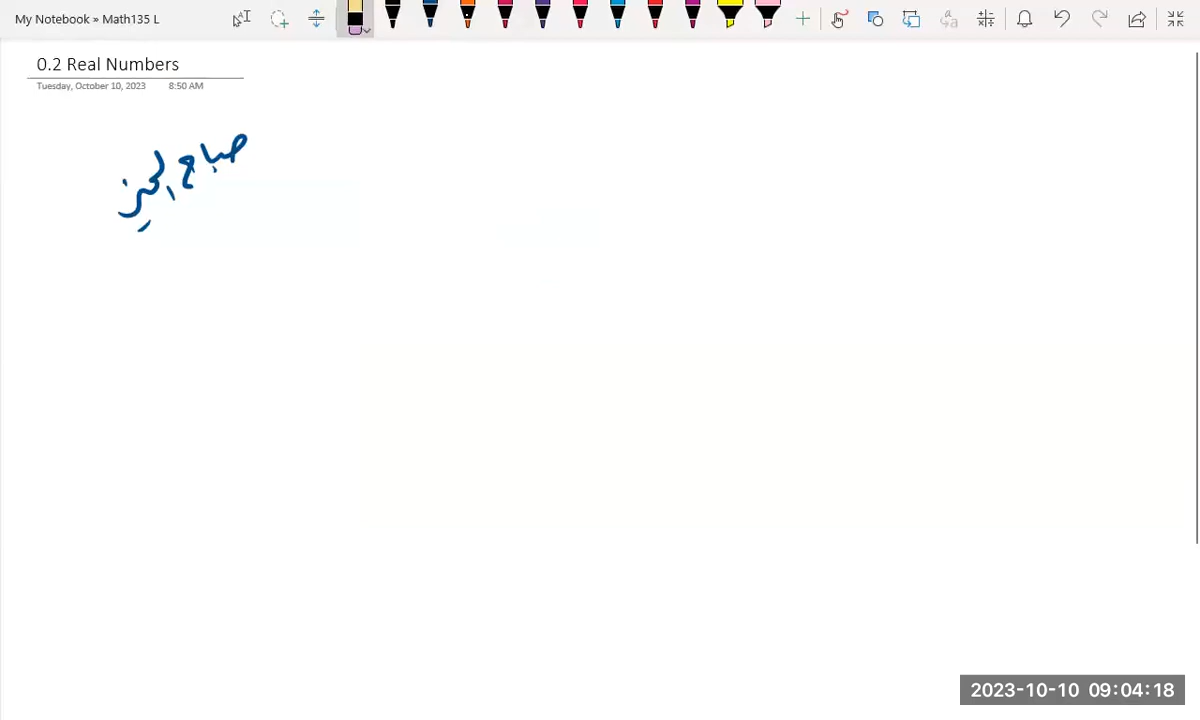 My Notebook » Math135 L
0.2 Real Numbers
Tuesday, October 10, 2023 8:50 AM
صباح الخير
2023-10-10 09:04:18